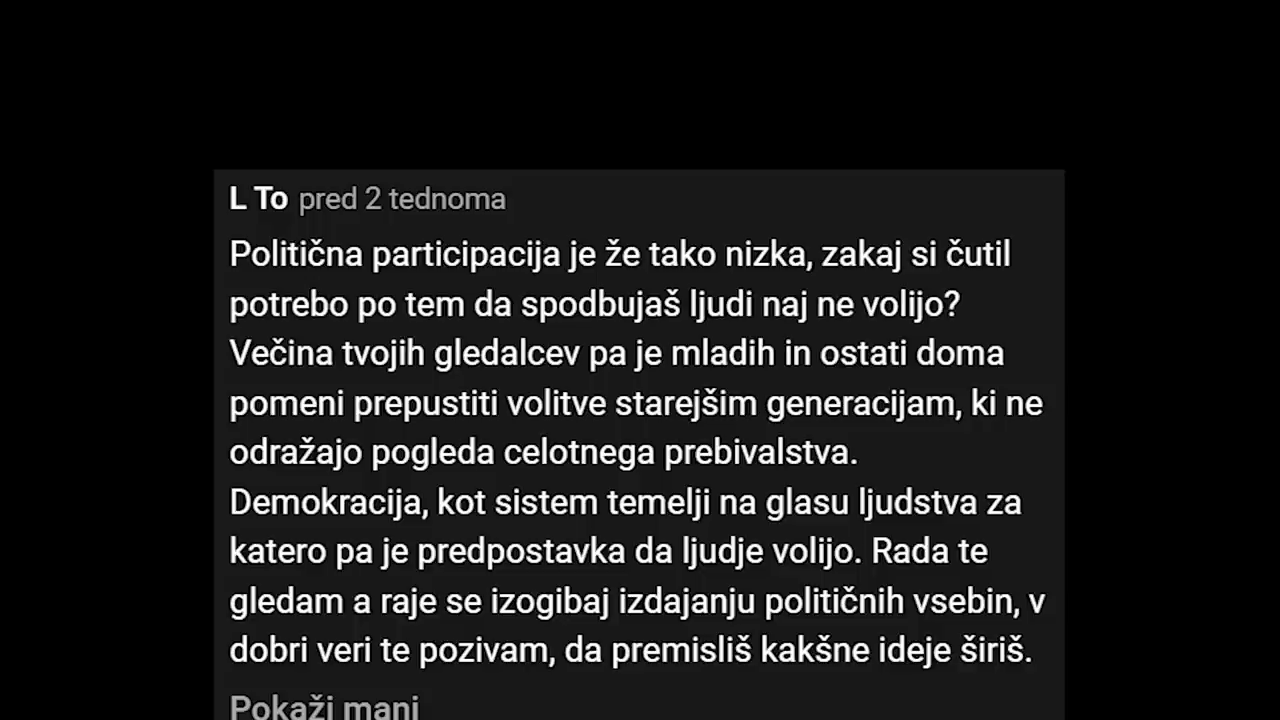 L To pred 2 tednoma
Politična participacija je že tako nizka, zakaj si čutil
potrebo po tem da spodbujaš ljudi naj ne volijo?
Večina tvojih gledalcev pa je mladih in ostati doma
pomeni prepustiti volitve starejšim generacijam, ki ne
odražajo pogleda celotnega prebivalstva.
Demokracija, kot sistem temelji na glasu ljudstva za
katero pa je predpostavka da ljudje volijo. Rada te
gledam a raje se izogibaj izdajanju političnih vsebin, v
dobri veri te pozivam, da premisliš kakšne ideje širiš.
Pokaži manj